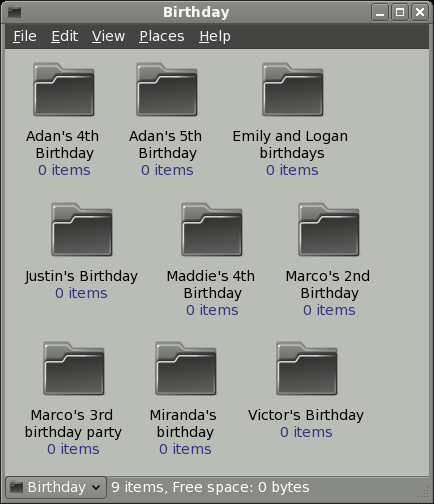 Birthday
File Edit View Places Help
Adan's 4th
Birthday
0 items
Adan's 5th
Birthday
0 items
Emily and Logan
birthdays
0 items
Justin's Birthday
0 items
Maddie's 4th
Birthday
0 items
Marco's 2nd
Birthday
0 items
Marco's 3rd
birthday party
0 items
Miranda's
birthday
0 items
Victor's Birthday
0 items
Birthday 9 items, Free space: 0 bytes